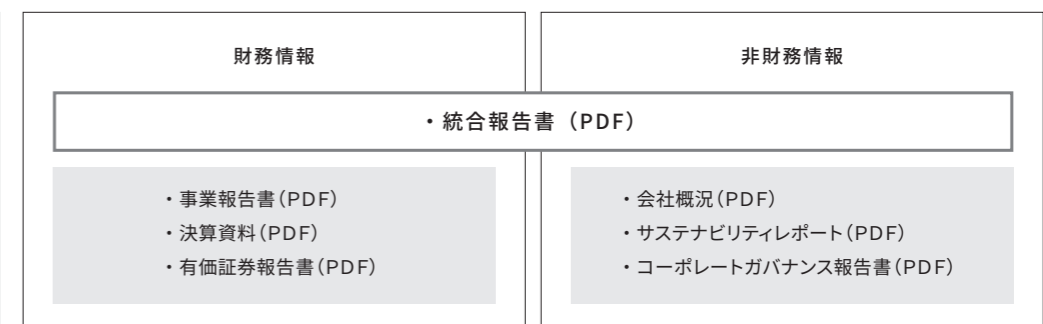 財務情報
非財務情報
・統合報告書（PDF）
・事業報告書（PDF）
・決算資料（PDF）
・有価証券報告書（PDF）
・会社概況（PDF）
・サステナビリティレポート（PDF）
・コーポレートガバナンス報告書（PDF）